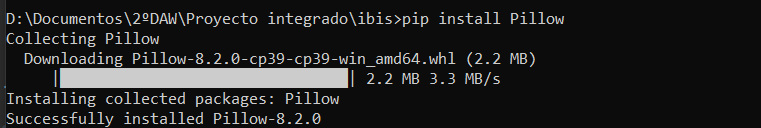 D:\Documentos\2ºDAW\Proyecto integrado\ibis>pip install Pillow
Collecting Pillow
Downloading Pillow-8.2.0-cp39-cp39-win_amd64.whl (2.2 MB)
|████████████████████████████████| 2.2 MB 3.3 MB/s
Installing collected packages: Pillow
Successfully installed Pillow-8.2.0